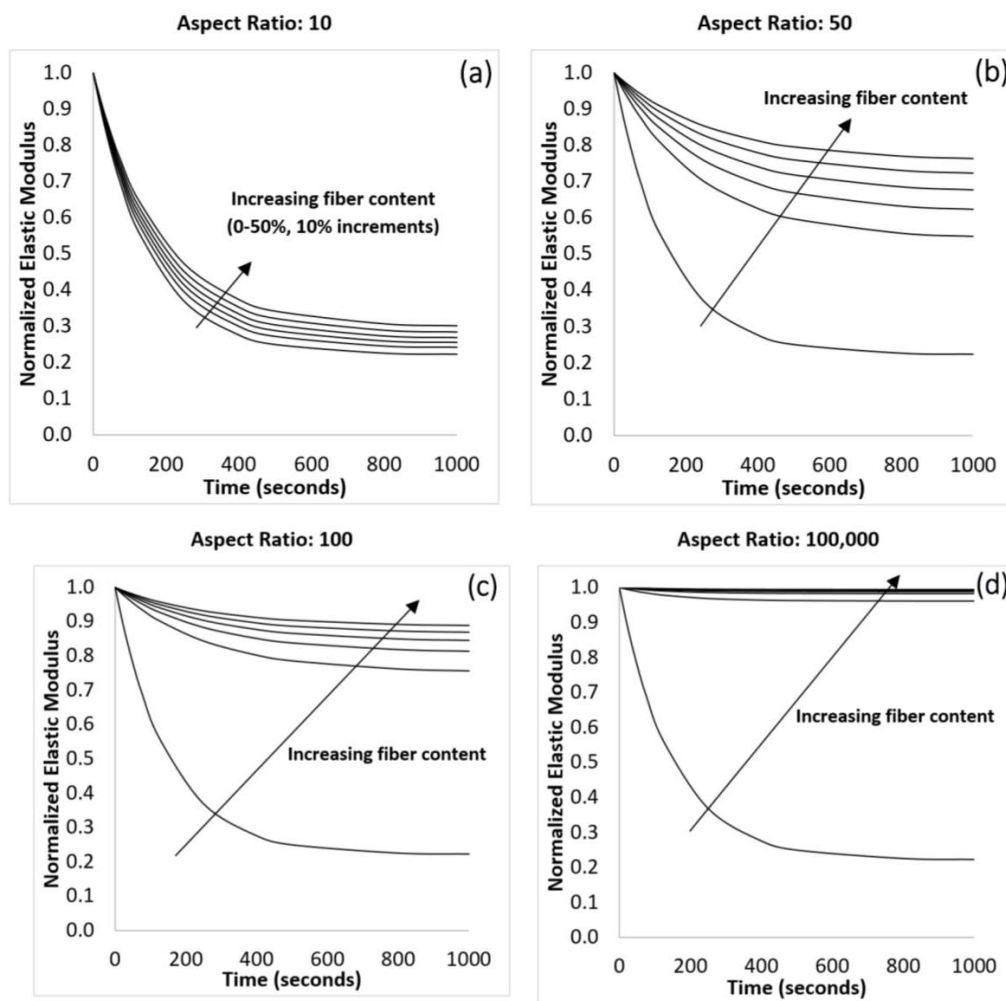 Aspect Ratio: 10
(a)
Normalized Elastic Modulus
1.0
0.9
0.8
0.7
0.6
0.5
0.4
0.3
0.2
0.1
0.0
Increasing fiber content
(0-50%, 10% increments)
0 200 400 600 800 1000
Time (seconds)
Aspect Ratio: 50
(b)
Normalized Elastic Modulus
1.0
0.9
0.8
0.7
0.6
0.5
0.4
0.3
0.2
0.1
0.0
Increasing fiber content
0 200 400 600 800 1000
Time (seconds)
Aspect Ratio: 100
(c)
Normalized Elastic Modulus
1.0
0.9
0.8
0.7
0.6
0.5
0.4
0.3
0.2
0.1
0.0
Increasing fiber content
0 200 400 600 800 1000
Time (seconds)
Aspect Ratio: 100,000
(d)
Normalized Elastic Modulus
1.0
0.9
0.8
0.7
0.6
0.5
0.4
0.3
0.2
0.1
0.0
Increasing fiber content
0 200 400 600 800 1000
Time (seconds)